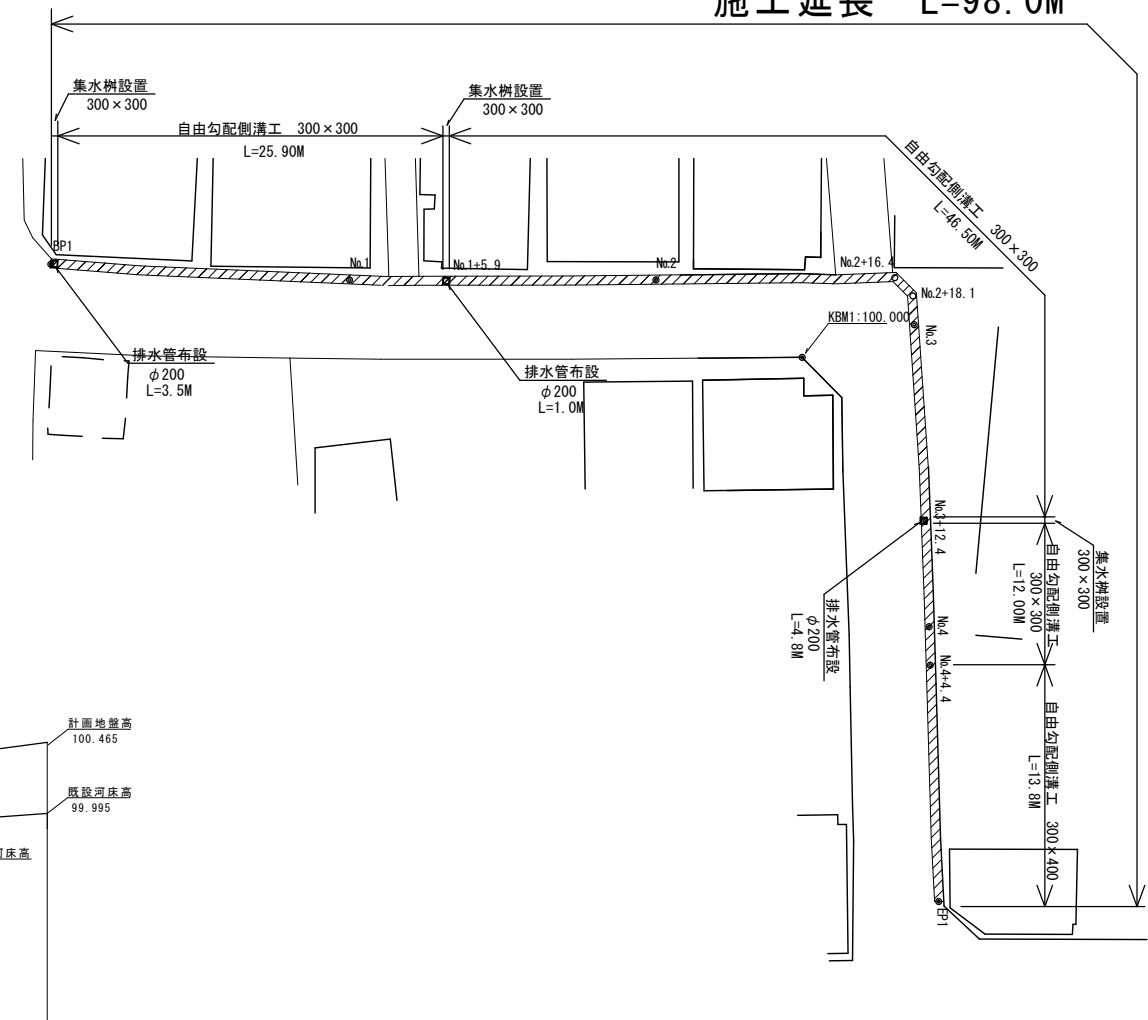 施工延長　L=98.0M
集水桝設置
300×300
集水桝設置
300×300
自由勾配側溝工　300×300
L=25.90M
自由勾配側溝工　300×300
L=46.50M
BP1
No.1
No.1+5.9
No.2
No.2+16.4
No.2+18.1
KBM1:100.000
No.3
排水管布設
φ200
L=3.5M
排水管布設
φ200
L=1.0M
No.3+12.4
集水桝設置
300×300
自由勾配側溝工
300×300
L=12.00M
排水管布設
φ200
L=4.8M
No.4
No.4+4.4
自由勾配側溝工　300×400
L=13.8M
計画地盤高
100.465
既設河床高
99.995
河床高
EP1